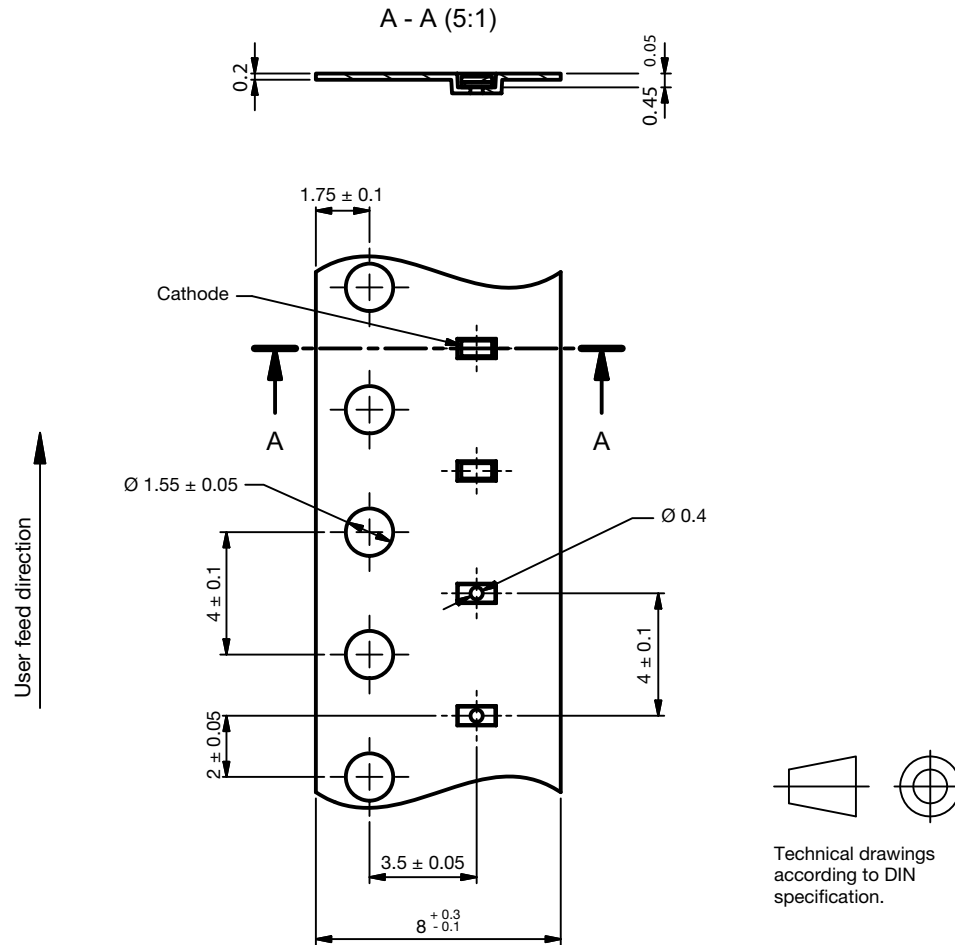 A - A (5:1)
0.2
0.05
0.45
1.75 ± 0.1
Cathode
A
A
Ø 1.55 ± 0.05
Ø 0.4
User feed direction
4 ± 0.1
4 ± 0.1
2 ± 0.05
3.5 ± 0.05
8 + 0.3 - 0.1
Technical drawings
according to DIN
specification.